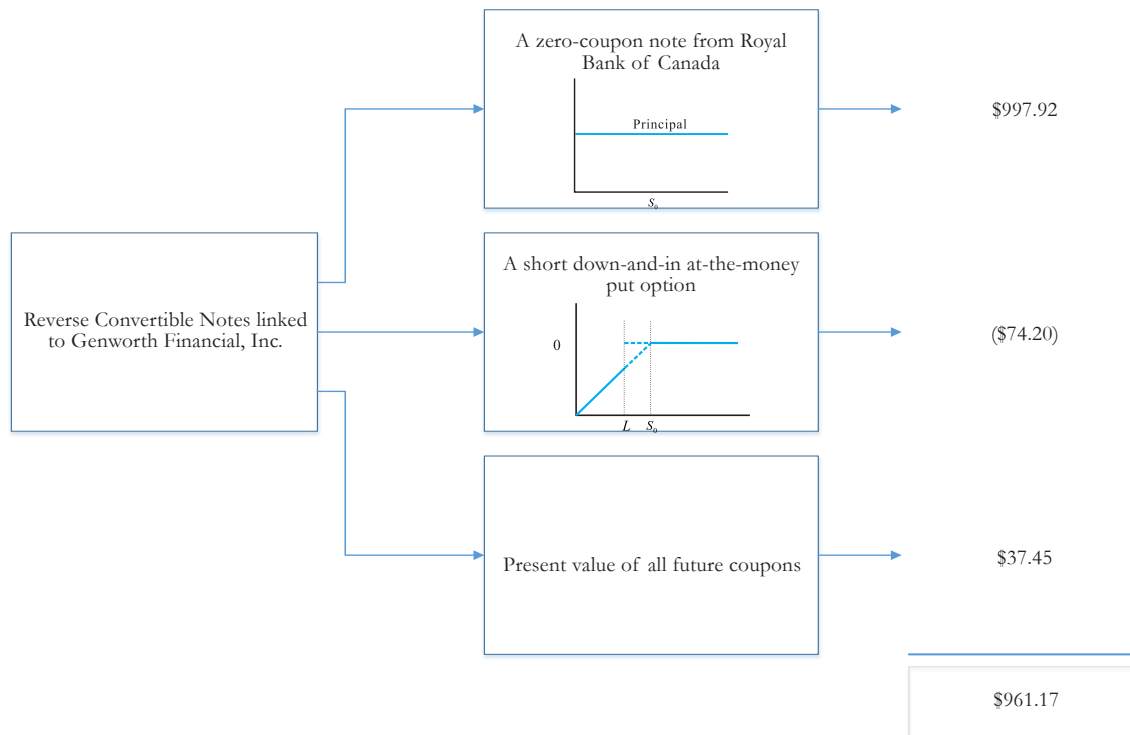 A zero-coupon note from Royal
Bank of Canada
Principal
S₀
$997.92
Reverse Convertible Notes linked
to Genworth Financial, Inc.
A short down-and-in at-the-money
put option
0
L S₀
($74.20)
Present value of all future coupons
$37.45
$961.17